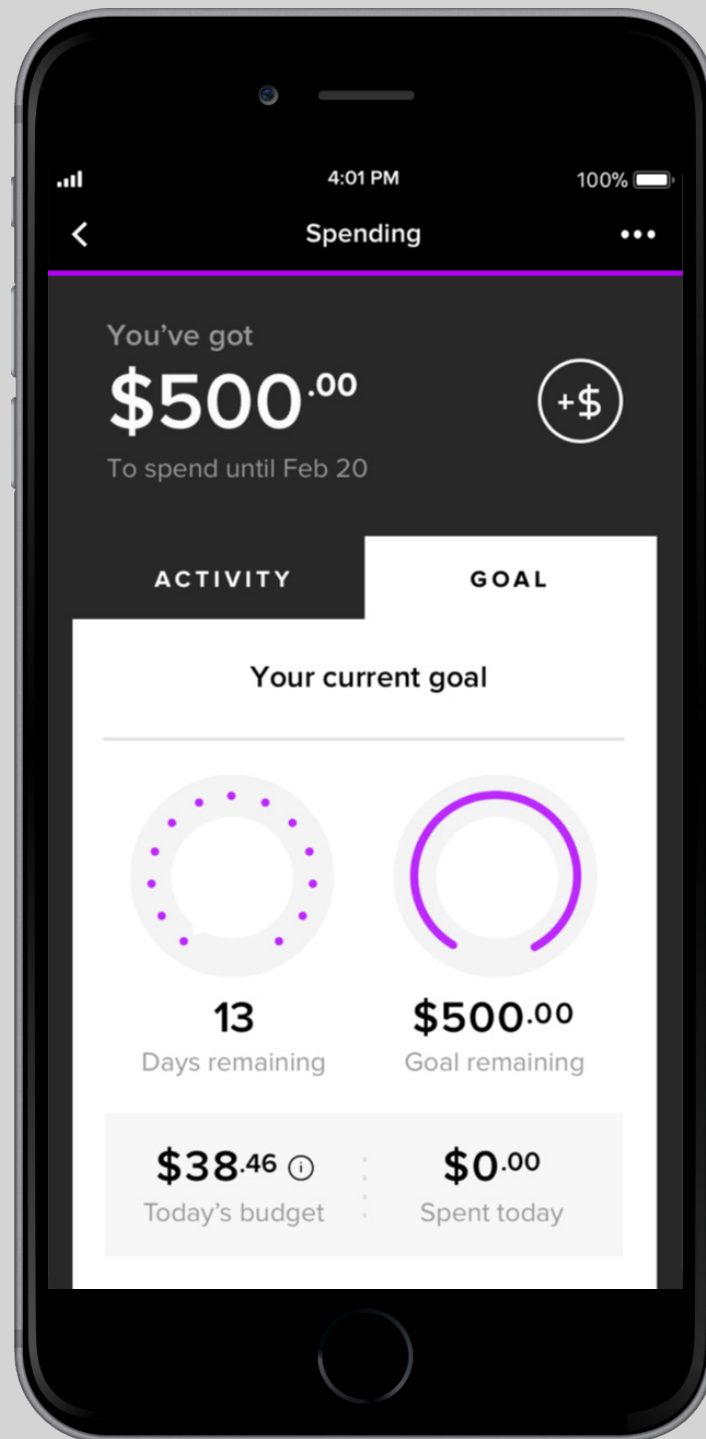 4:01 PM 100%
Spending
You've got
$500.00
+$
To spend until Feb 20
ACTIVITY GOAL
Your current goal
13 $500.00
Days remaining Goal remaining
$38.46 $0.00
Today's budget Spent today